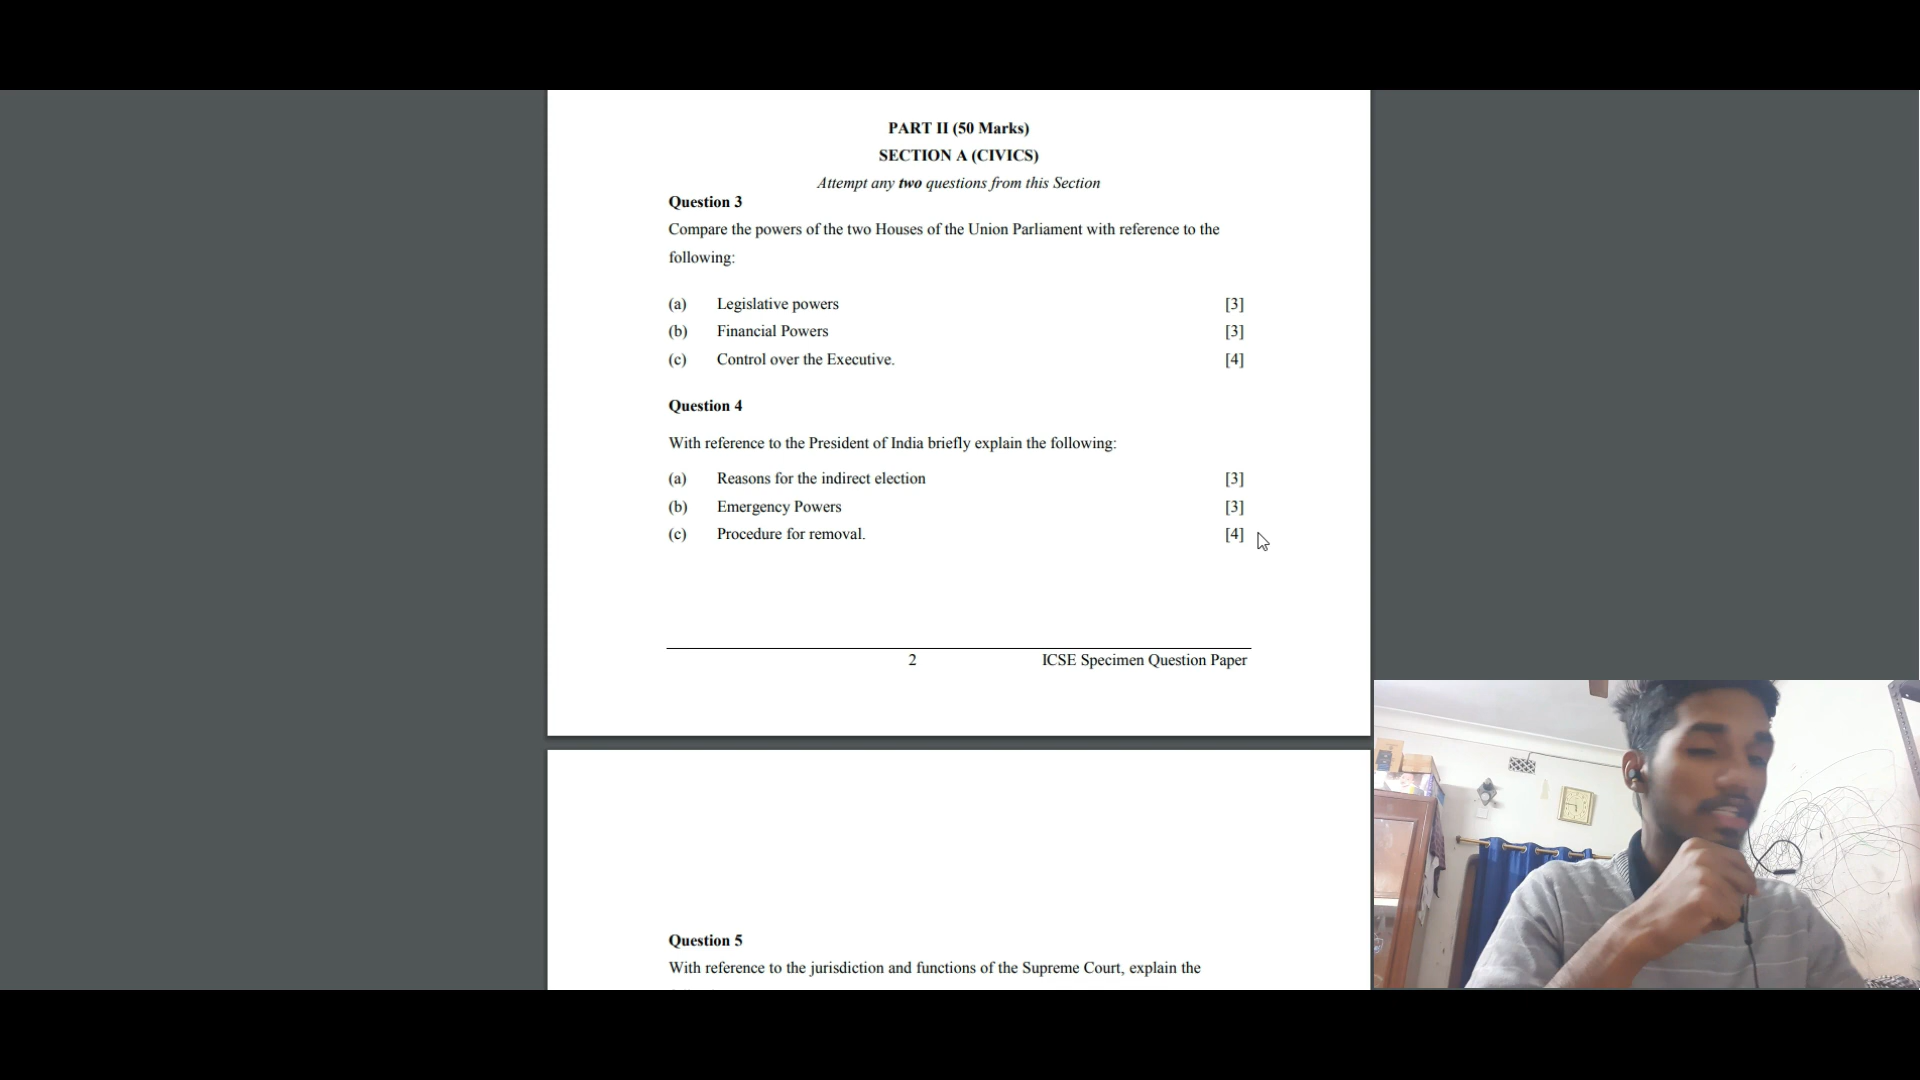 PART II (50 Marks)
SECTION A (CIVICS)
Attempt any two questions from this Section
Question 3
Compare the powers of the two Houses of the Union Parliament with reference to the
following:
(a) Legislative powers [3]
(b) Financial Powers [3]
(c) Control over the Executive. [4]
Question 4
With reference to the President of India briefly explain the following:
(a) Reasons for the indirect election [3]
(b) Emergency Powers [3]
(c) Procedure for removal. [4]
2 ICSE Specimen Question Paper
Question 5
With reference to the jurisdiction and functions of the Supreme Court, explain the